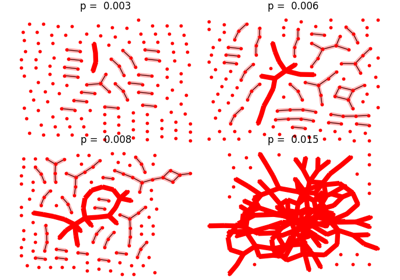 p = 0.003
p = 0.006
p = 0.008
p = 0.015